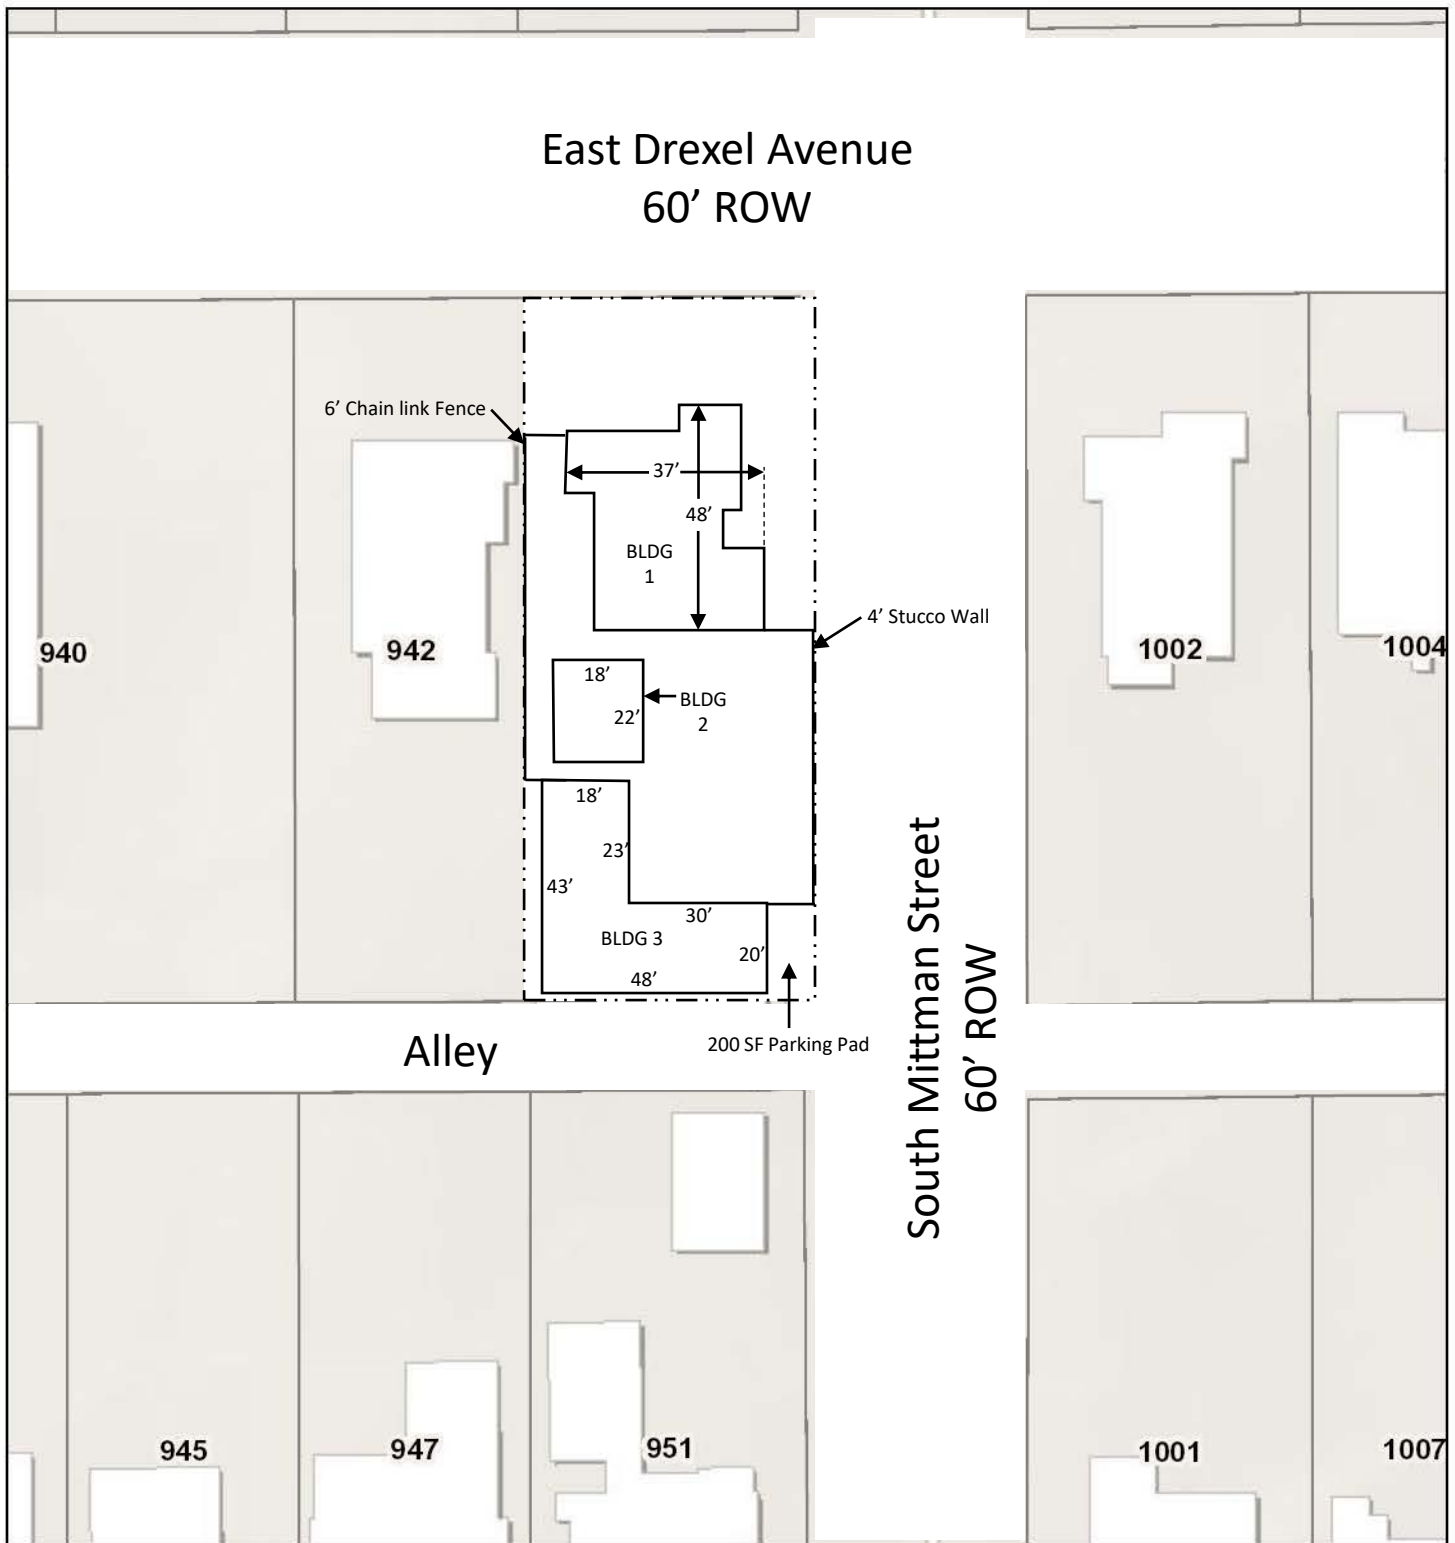 East Drexel Avenue
60’ ROW
6’ Chain link Fence
37’
48’
BLDG
1
4’ Stucco Wall
940
942
1002
1004
18’
BLDG
2
22’
18’
23’
43’
30’
BLDG 3
20’
48’
South Mittman Street
60’ ROW
Alley
200 SF Parking Pad
945
947
951
1001
1007